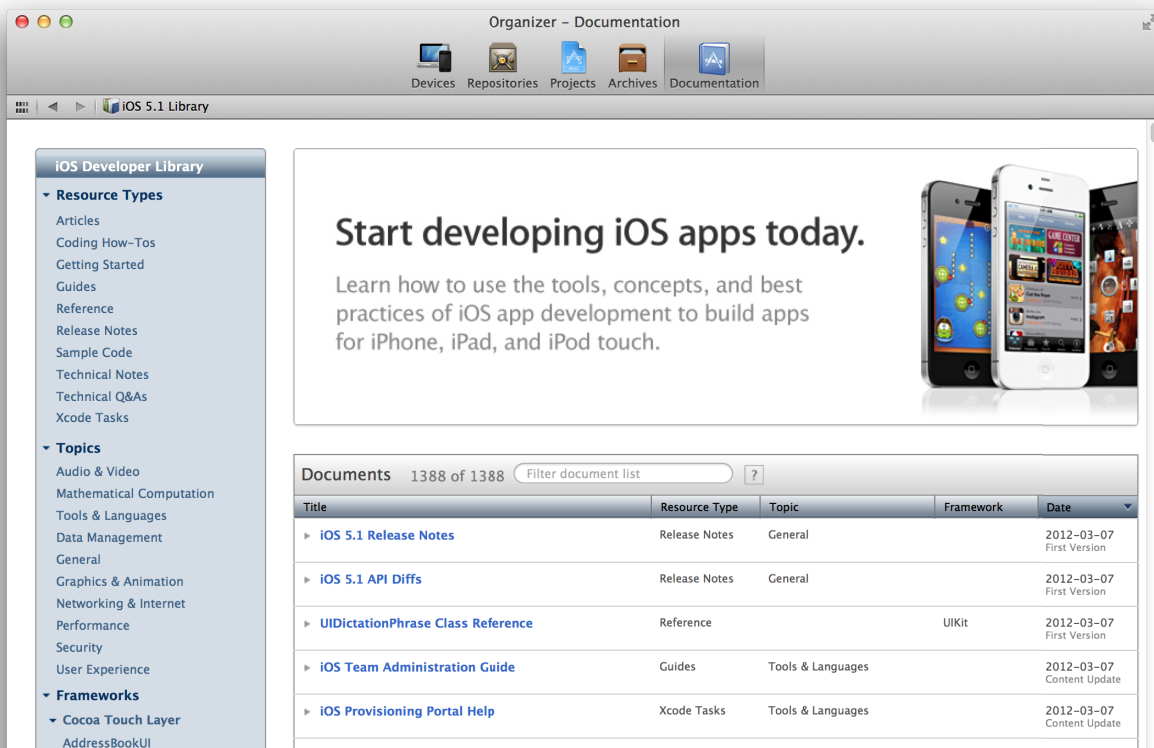 Organizer – Documentation
Devices Repositories Projects Archives Documentation
iOS 5.1 Library
iOS Developer Library
Resource Types
Articles
Coding How-Tos
Getting Started
Guides
Reference
Release Notes
Sample Code
Technical Notes
Technical Q&As
Xcode Tasks
Topics
Audio & Video
Mathematical Computation
Tools & Languages
Data Management
General
Graphics & Animation
Networking & Internet
Performance
Security
User Experience
Frameworks
Cocoa Touch Layer
AddressBookUI
Start developing iOS apps today.
Learn how to use the tools, concepts, and best
practices of iOS app development to build apps
for iPhone, iPad, and iPod touch.
GAME CENTER
Documents 1388 of 1388 Filter document list ?
Title Resource Type Topic Framework Date
iOS 5.1 Release Notes Release Notes General 2012-03-07
First Version
iOS 5.1 API Diffs Release Notes General 2012-03-07
First Version
UIDictationPhrase Class Reference Reference UIKit 2012-03-07
First Version
iOS Team Administration Guide Guides Tools & Languages 2012-03-07
Content Update
iOS Provisioning Portal Help Xcode Tasks Tools & Languages 2012-03-07
Content Update